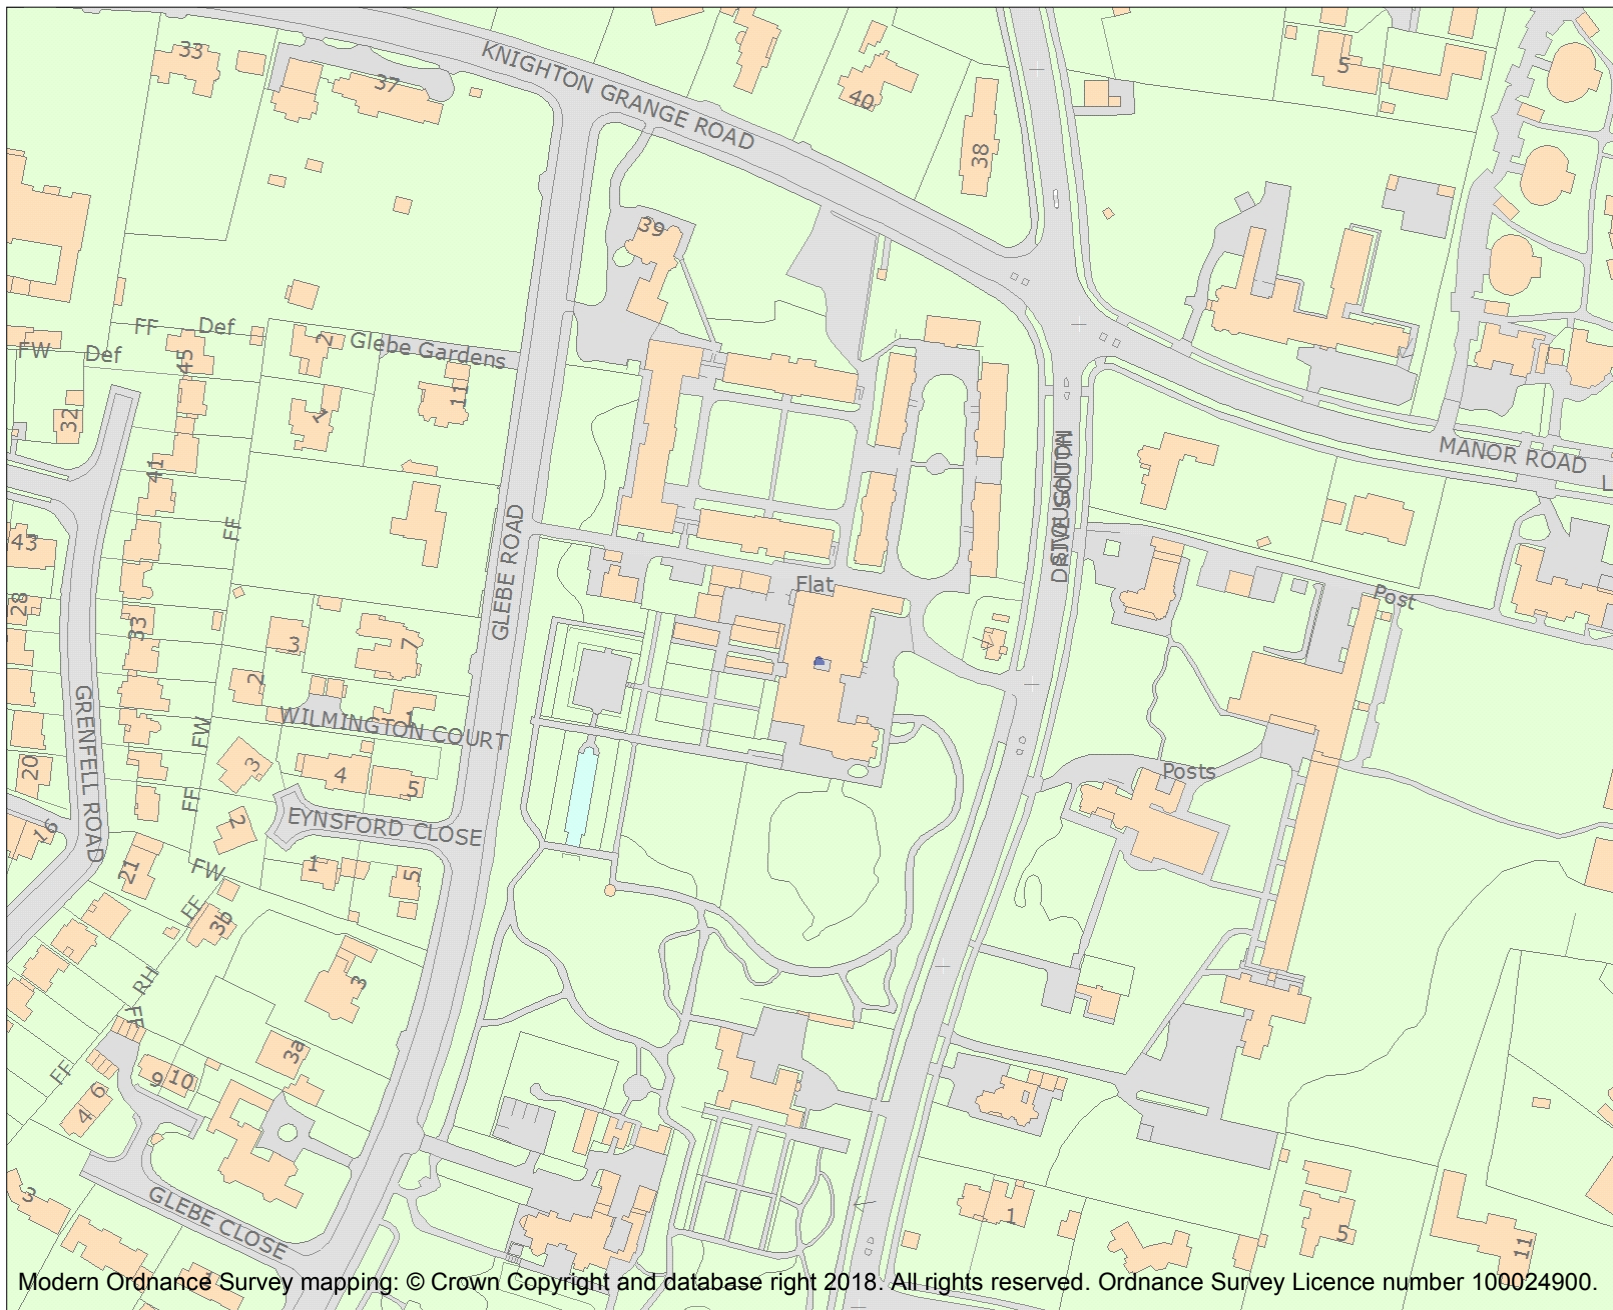 33
37
KNIGHTON GRANGE ROAD
40
38
5
39
FF
Def
FW
Def
45
2
Glebe Gardens
11
1
32
41
FF
43
GLEBE ROAD
MANOR ROAD
L
Flat
Post
28
33
3
7
2
1
WILMINGTON COURT
FW
GRENFELL ROAD
20
3
4
5
FF
2
EYNSFORD CLOSE
16
21
1
5
FW
FF
3b
RH
3
FF
Posts
3a
FF
9
10
6
4
3
GLEBE CLOSE
1
5
11
Modern Ordnance Survey mapping: © Crown Copyright and database right 2018. All rights reserved. Ordnance Survey Licence number 100024900.